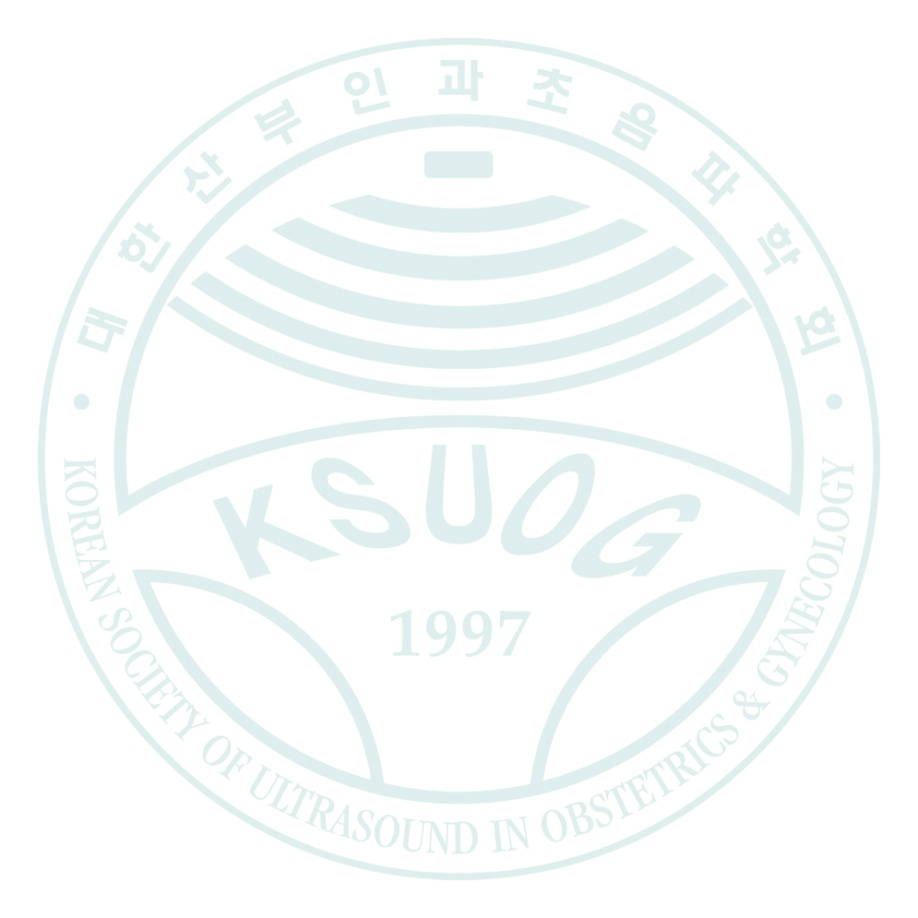 대한산부인과초음파학회
KSUOG
1997
KOREAN SOCIETY OF ULTRASOUND IN OBSTETRICS & GYNECOLOGY